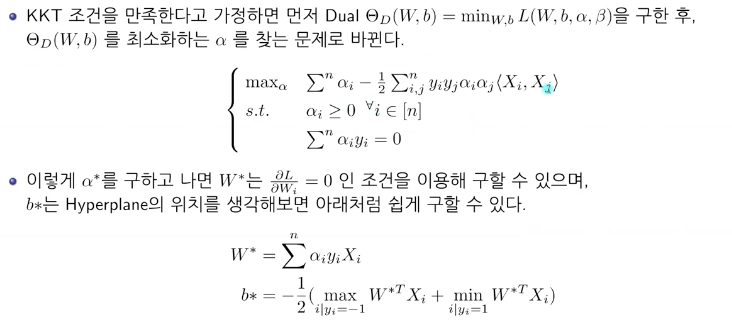 • KKT 조건을 만족한다고 가정하면 먼저 Dual Θ_D(W, b) = min_{W,b} L(W, b, α, β)을 구한 후,
Θ_D(W, b) 를 최소화하는 α 를 찾는 문제로 바뀐다.
max_α ∑^n α_i − 1/2 ∑^n_{i,j} y_i y_j α_i α_j ⟨X_i, X_j⟩
s.t. α_i ≥ 0 ∀i ∈ [n]
∑^n α_i y_i = 0
• 이렇게 α*를 구하고 나면 W*는 ∂L/∂W_i = 0 인 조건을 이용해 구할 수 있으며,
b*는 Hyperplane의 위치를 생각해보면 아래처럼 쉽게 구할 수 있다.
W* = ∑^n α_i y_i X_i
b* = −1/2( max_{i|y_i=−1} W*^T X_i + min_{i|y_i=1} W*^T X_i)